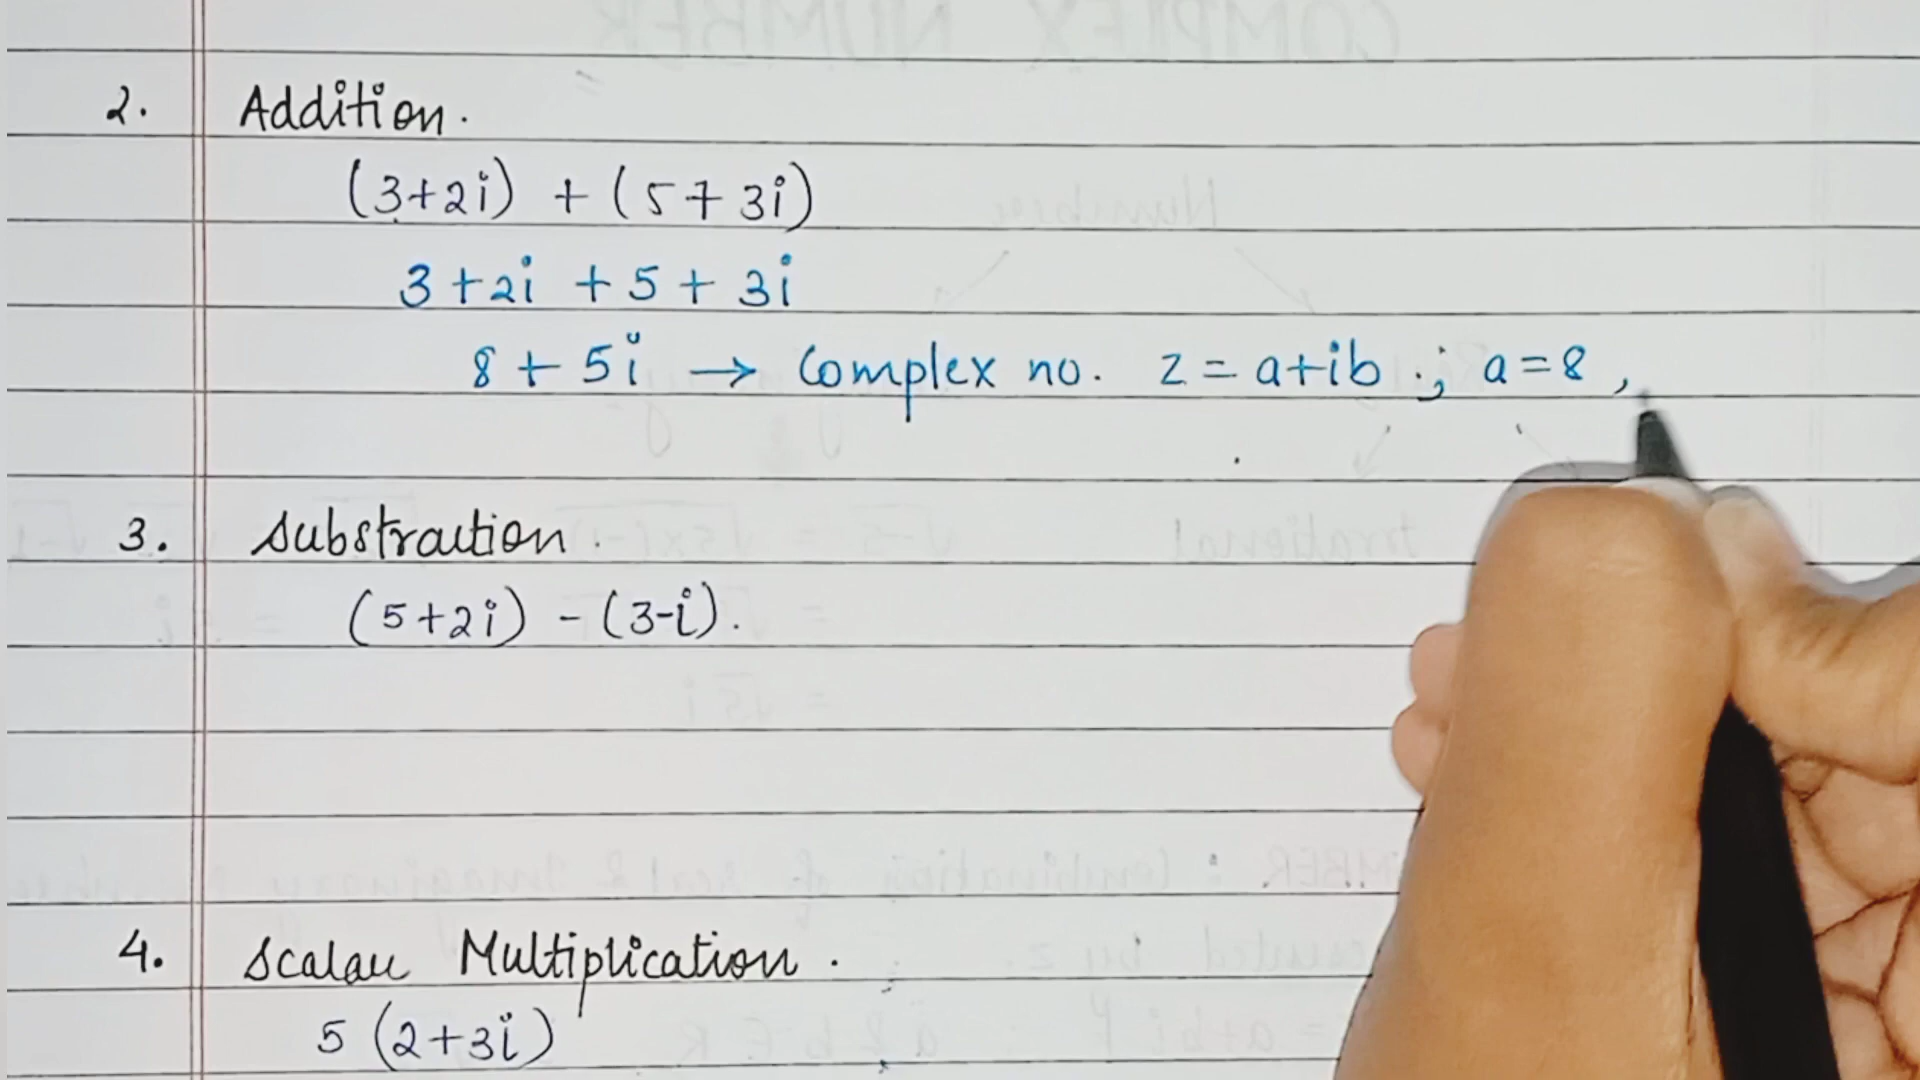 2. Addition.
(3+2i) + (5+3i)
3+2i +5+ 3i
8 + 5i → Complex no. z = a+ib ; a=8 ,
3. Substraction.
(5+2i) - (3-i).
4. Scalar Multiplication.
5 (2+3i)